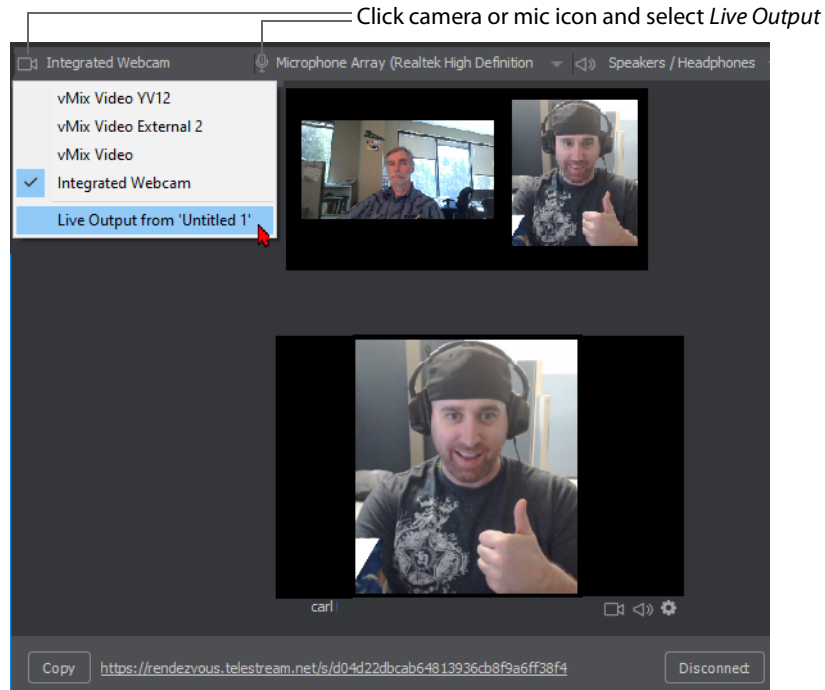 Click camera or mic icon and select Live Output
Integrated Webcam
Microphone Array (Realtek High Definition
Speakers / Headphones
vMix Video YV12
vMix Video External 2
vMix Video
Integrated Webcam
Live Output from 'Untitled 1'
carl
Copy
https://rendezvous.telestream.net/s/d04d22dbcab64813936cb8f9a6ff38f4
Disconnect